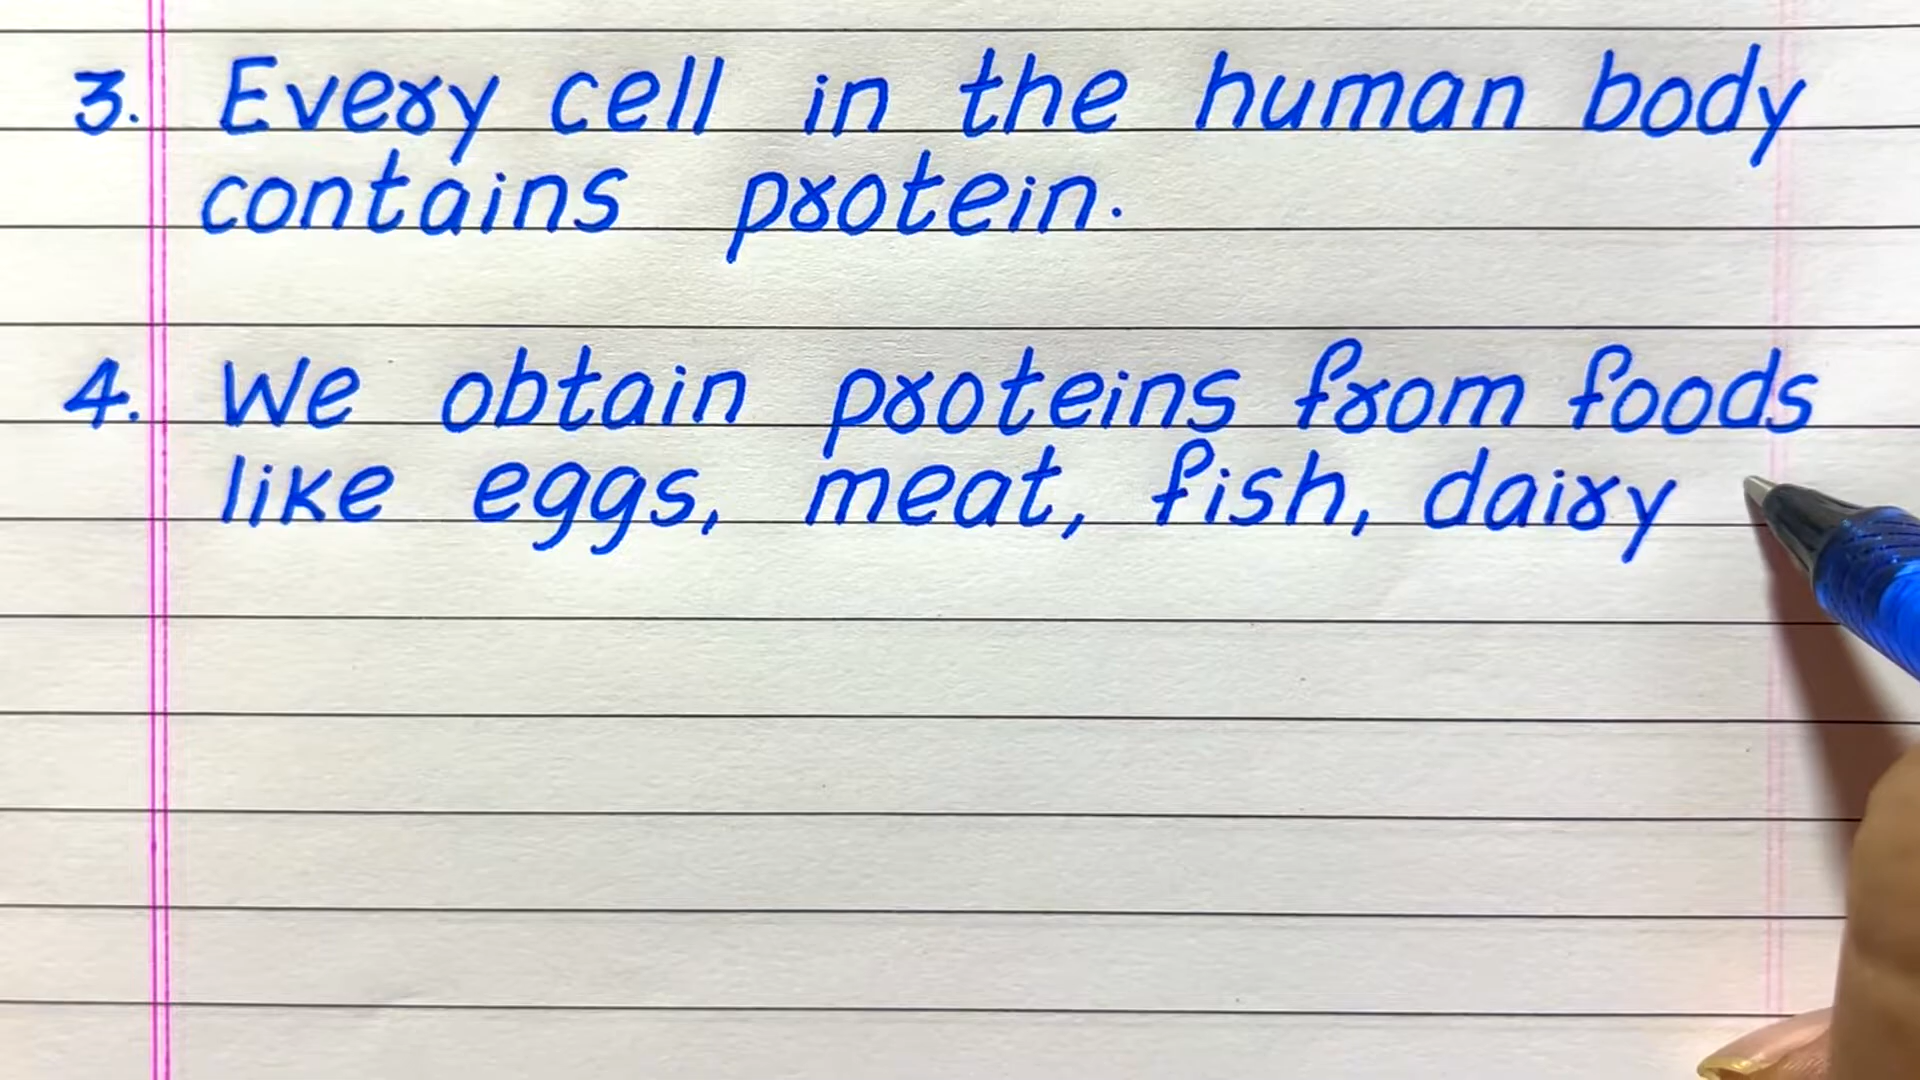 3. Every cell in the human body
contains protein.
4. We obtain proteins from foods
like eggs, meat, fish, dairy